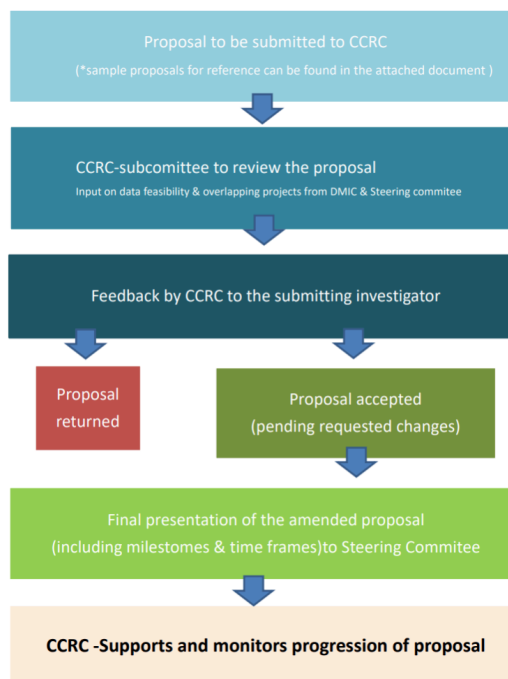 Proposal to be submitted to CCRC
(*sample proposals for reference can be found in the attached document )
CCRC-subcomittee to review the proposal
Input on data feasibility & overlapping projects from DMIC & Steering commitee
Feedback by CCRC to the submitting investigator
Proposal
returned
Proposal accepted
(pending requested changes)
Final presentation of the amended proposal
(including milestomes & time frames)to Steering Commitee
CCRC -Supports and monitors progression of proposal